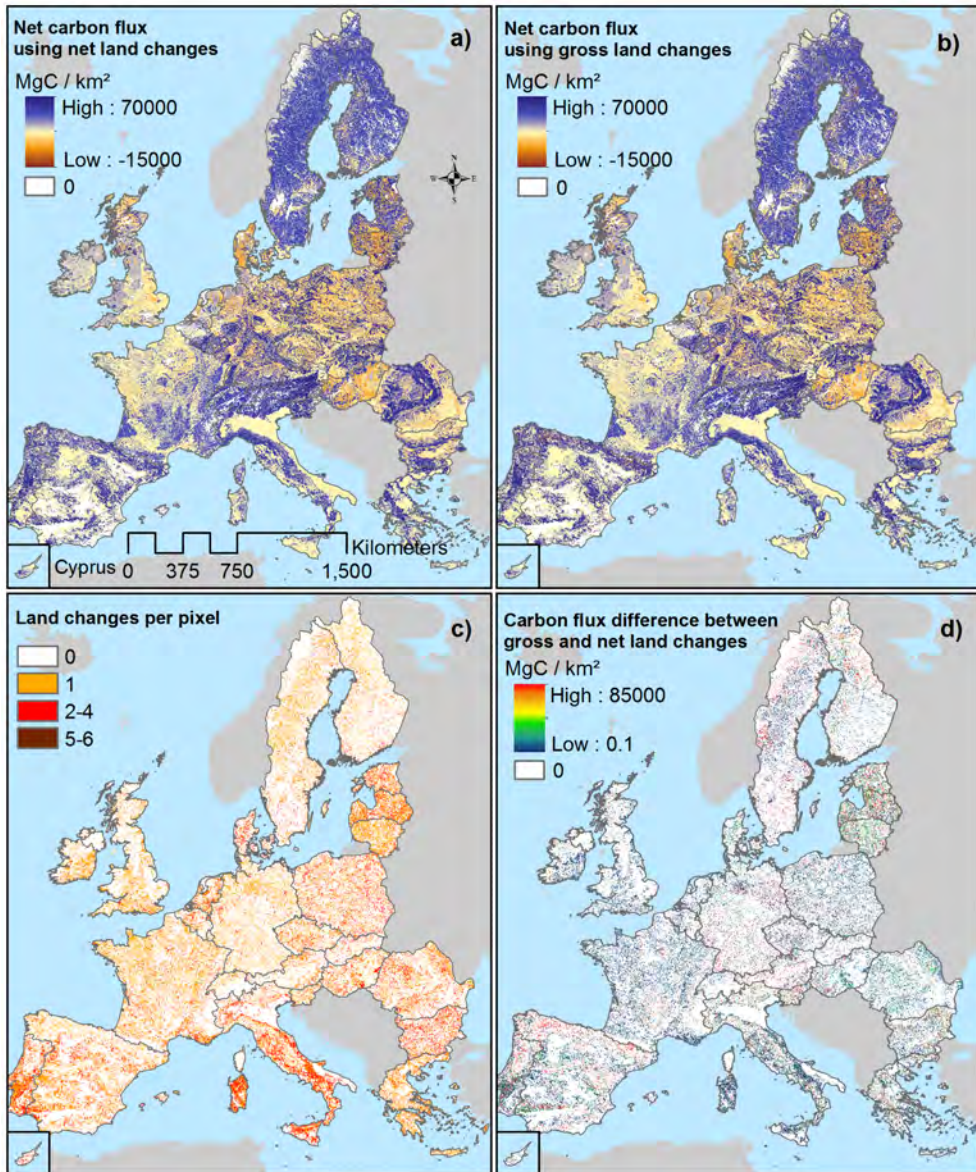 Net carbon flux
using net land changes
a)
MgC / km²
High : 70000
Low : -15000
0
N
W E
S
Cyprus
Kilometers
0 375 750 1,500
Net carbon flux
using gross land changes
b)
MgC / km²
High : 70000
Low : -15000
0
Land changes per pixel
c)
0
1
2-4
5-6
Carbon flux difference between
gross and net land changes
d)
MgC / km²
High : 85000
Low : 0.1
0